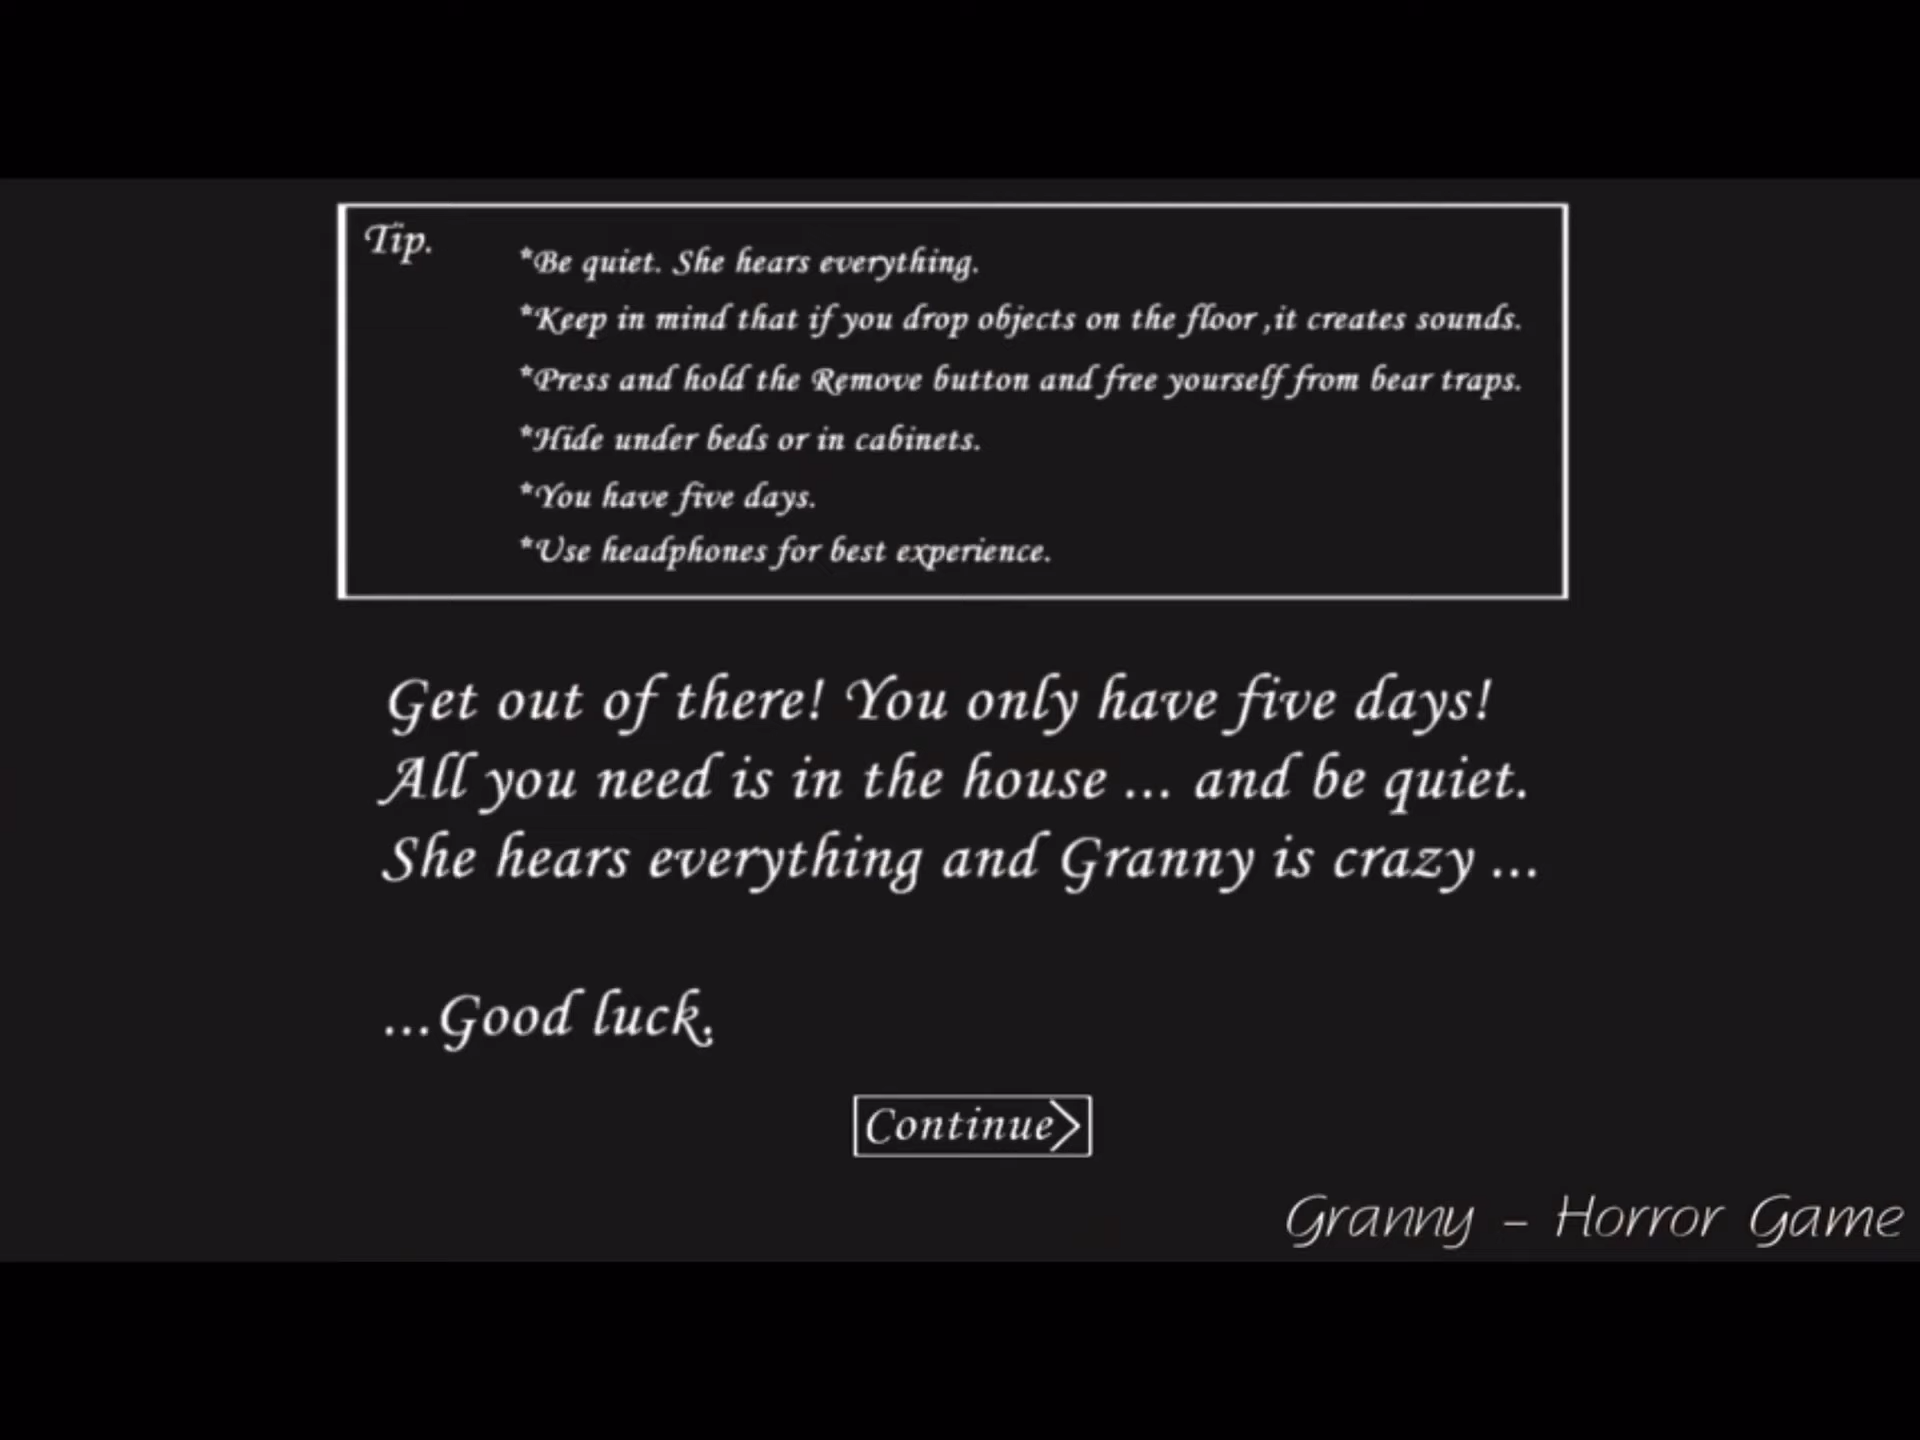 Tip.
*Be quiet. She hears everything.
*Keep in mind that if you drop objects on the floor ,it creates sounds.
*Press and hold the Remove button and free yourself from bear traps.
*Hide under beds or in cabinets.
*You have five days.
*Use headphones for best experience.
Get out of there! You only have five days!
All you need is in the house ... and be quiet.
She hears everything and Granny is crazy ...
...Good luck.
Continue>
Granny - Horror Game